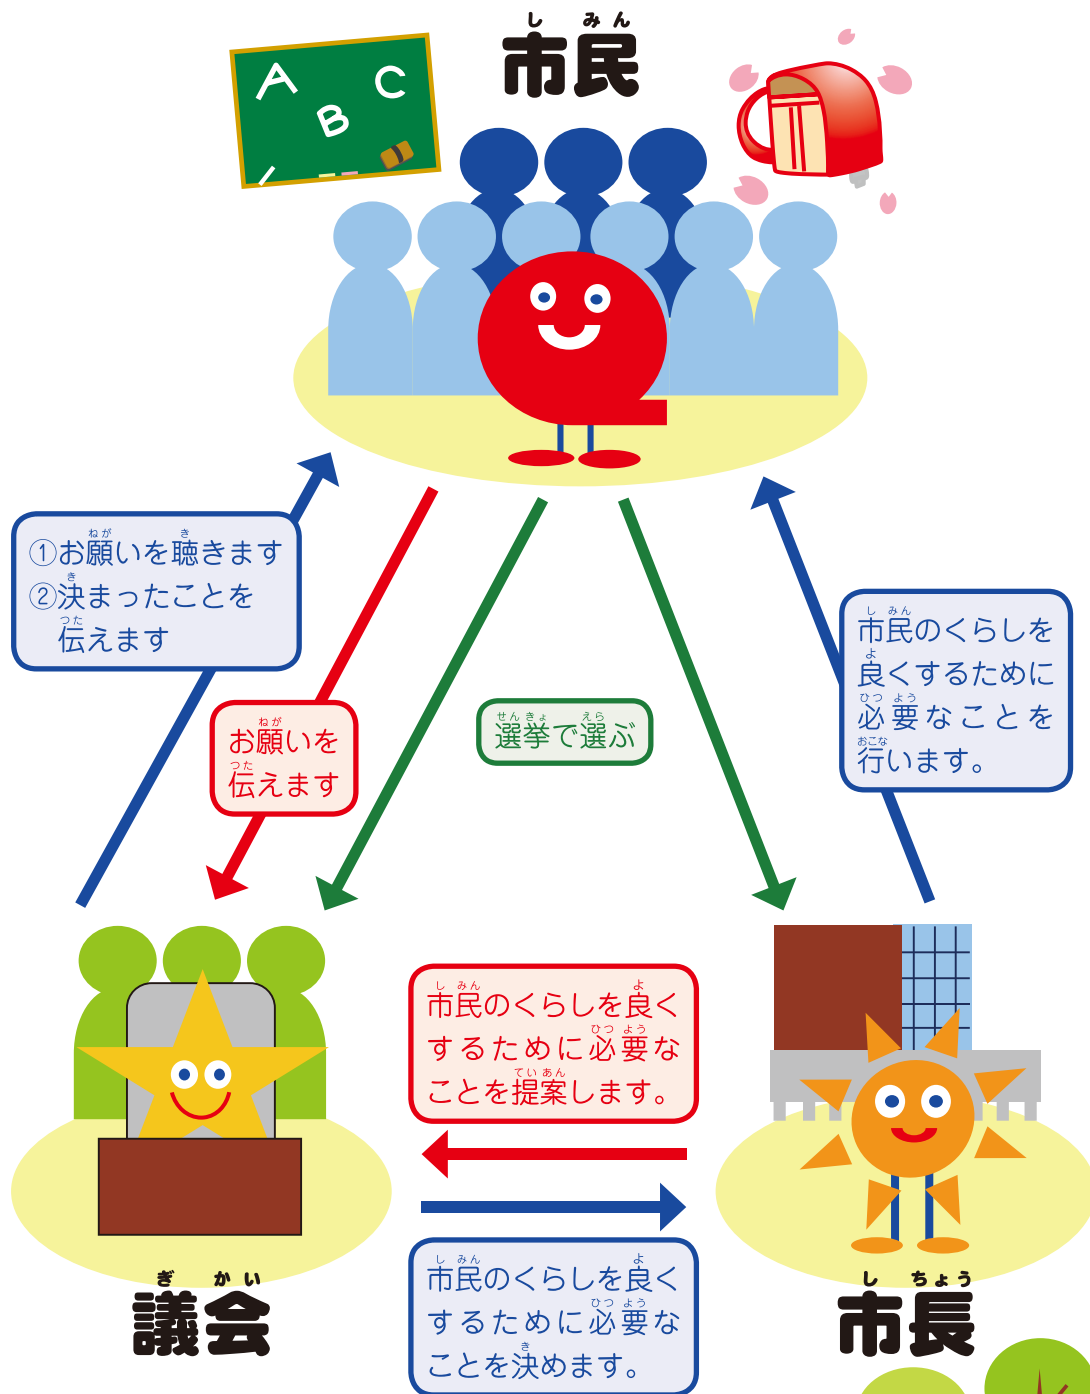 市民
しみん
A
B
C
①お願いを聴きます
ねが き
②決まったことを
き
伝えます
つた
お願いを
ねが
伝えます
つた
選挙で選ぶ
せんきょ えら
市民のくらしを
しみん
良くするために
よ
必要なことを
ひつよう
行います。
おこな
市民のくらしを良く
しみん よ
するために必要な
ひつよう
ことを提案します。
ていあん
市民のくらしを良く
しみん よ
するために必要な
ひつよう
ことを決めます。
き
議会
ぎかい
市長
しちょう